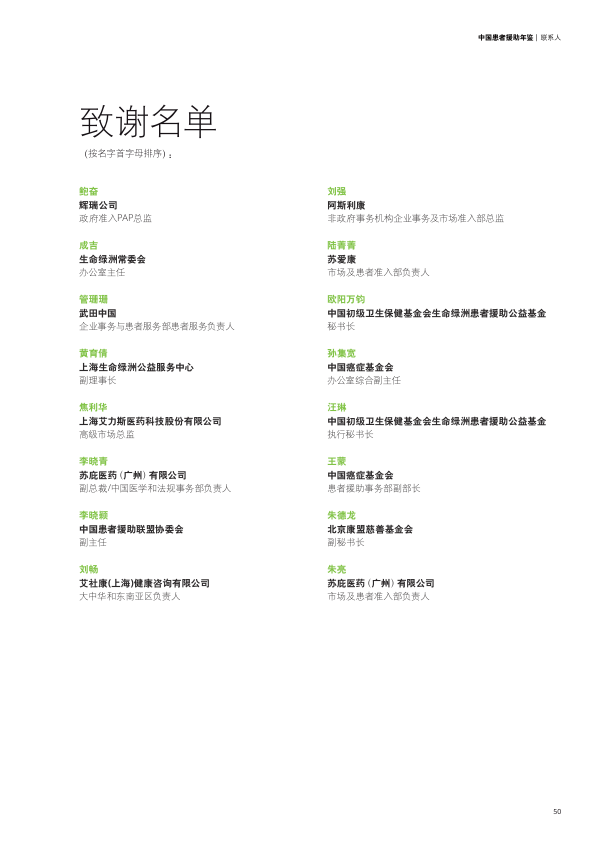 中国患者援助年鉴 | 联系人
致谢名单
（按名字首字母排序）：
鲍奋
辉瑞公司
政府准入PAP总监
成吉
生命绿洲常委会
办公室主任
管珊珊
武田中国
企业事务与患者服务部患者服务负责人
黄育倩
上海生命绿洲公益服务中心
副理事长
焦利华
上海艾力斯医药科技股份有限公司
高级市场总监
李晓青
苏庇医药（广州）有限公司
副总裁/中国医学和法规事务部负责人
李晓颖
中国患者援助联盟协委会
副主任
刘畅
艾社康(上海)健康咨询有限公司
大中华和东南亚区负责人
刘强
阿斯利康
非政府事务机构企业事务及市场准入部总监
陆菁菁
苏爱康
市场及患者准入部负责人
欧阳万钧
中国初级卫生保健基金会生命绿洲患者援助公益基金
秘书长
孙集宽
中国癌症基金会
办公室综合副主任
汪琳
中国初级卫生保健基金会生命绿洲患者援助公益基金
执行秘书长
王蒙
中国癌症基金会
患者援助事务部副部长
朱德龙
北京康盟慈善基金会
副秘书长
朱亮
苏庇医药（广州）有限公司
市场及患者准入部负责人
50